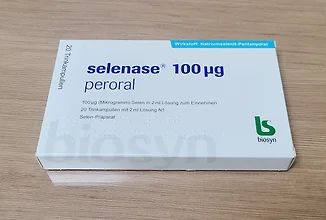 Wirkstoff: Natriumselenit-Pentahydrat
20 Trinkampullen
selenase® 100 µg
peroral
100 µg (Mikrogramm) Selen in 2 ml Lösung zum Einnehmen
20 Trinkampullen mit 2 ml Lösung N1
Selen-Präparat
biosyn
biosyn